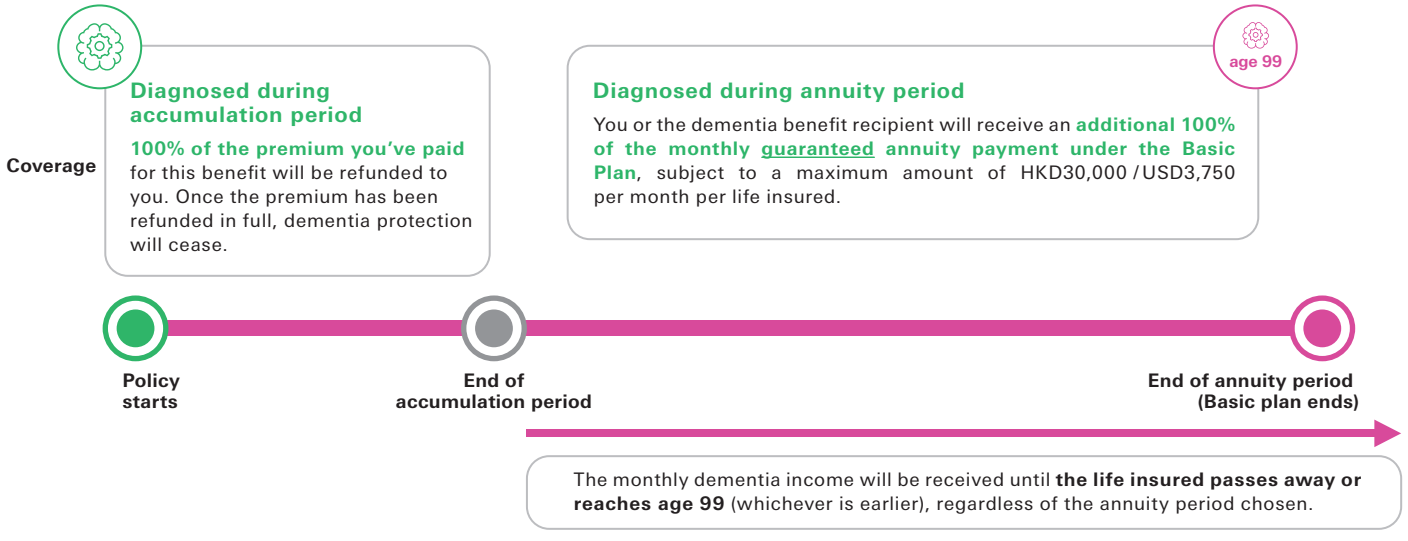 Coverage
Diagnosed during
accumulation period
100% of the premium you’ve paid
for this benefit will be refunded to
you. Once the premium has been
refunded in full, dementia protection
will cease.
age 99
Diagnosed during annuity period
You or the dementia benefit recipient will receive an additional 100%
of the monthly guaranteed annuity payment under the Basic
Plan, subject to a maximum amount of HKD30,000 / USD3,750
per month per life insured.
Policy
starts
End of
accumulation period
End of annuity period
(Basic plan ends)
The monthly dementia income will be received until the life insured passes away or
reaches age 99 (whichever is earlier), regardless of the annuity period chosen.